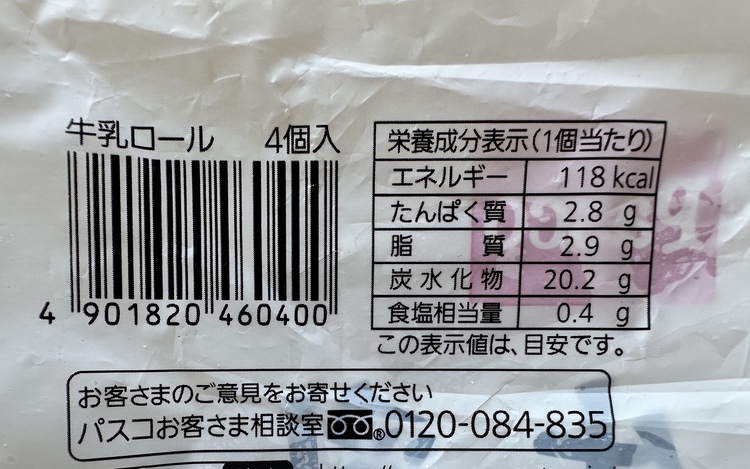 牛乳ロール 4個入
4 901820 460400
栄養成分表示(1個当たり)
エネルギー 118 kcal
たんぱく質 2.8 g
脂質 2.9 g
炭水化物 20.2 g
食塩相当量 0.4 g
この表示値は、目安です。
お客さまのご意見をお寄せください
パスコお客さま相談室 ® 0120-084-835